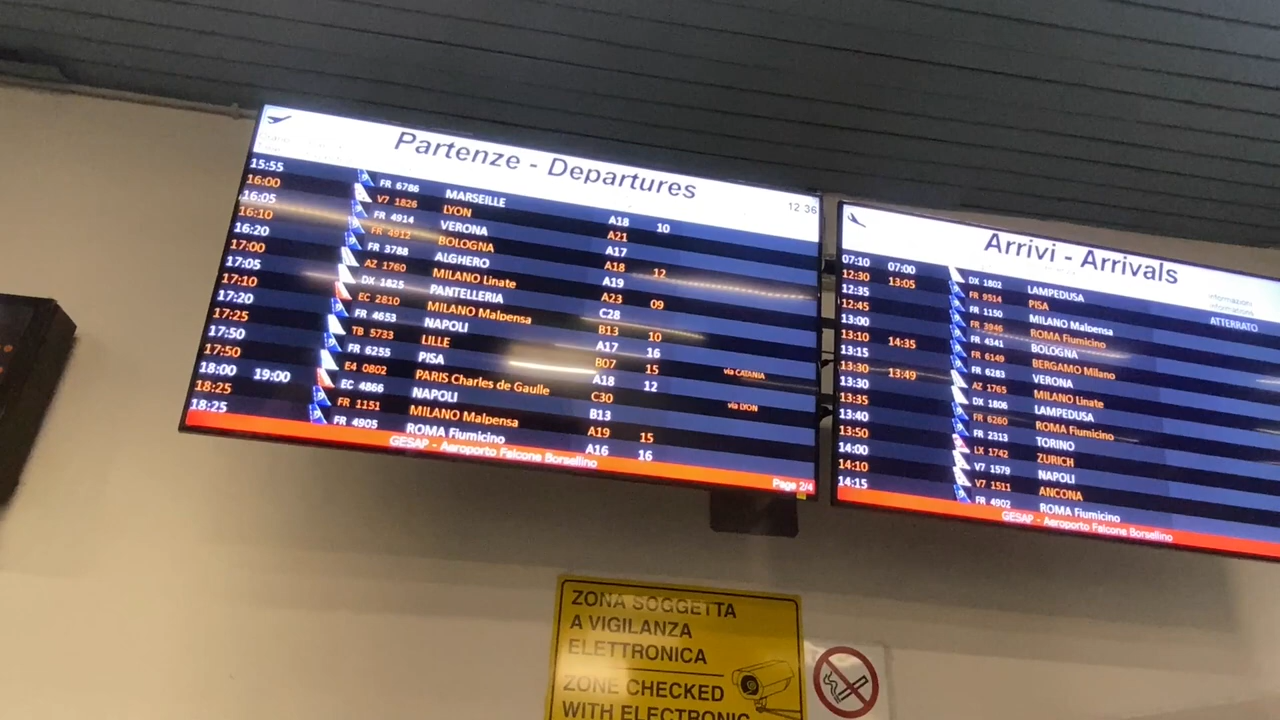 Partenze - Departures
12 36
15:55 FR 6786 MARSEILLE A18 10
16:00 V7 1826 LYON A21
16:05 FR 4914 VERONA A17
16:10 FR 4912 BOLOGNA A18 12
16:20 FR 3788 ALGHERO A19
17:00 AZ 1760 MILANO Linate A23 09
17:05 DX 1825 PANTELLERIA C28
17:10 EC 2810 MILANO Malpensa B13 10
17:20 FR 4653 NAPOLI A17 16
17:25 TB 5733 LILLE B07 15 via CATANIA
17:50 FR 6255 PISA A18 12
17:50 E4 0802 PARIS Charles de Gaulle C30 via LYON
18:00 19:00 EC 4866 NAPOLI B13
18:25 FR 1151 MILANO Malpensa A19 15
18:25 FR 4905 ROMA Fiumicino A16 16
GESAP - Aeroporto Falcone Borsellino
Page 2/4
Arrivi - Arrivals
informazioni
informations
07:10 07:00 DX 1802 LAMPEDUSA ATTERRATO
12:30 13:05 FR 9914 PISA
12:35 FR 1150 MILANO Malpensa
12:45 FR 3946 ROMA Fiumicino
13:00 FR 4341 BOLOGNA
13:10 14:35 FR 6149 BERGAMO Milano
13:15 FR 6283 VERONA
13:30 13:49 AZ 1765 MILANO Linate
13:30 DX 1806 LAMPEDUSA
13:35 FR 6260 ROMA Fiumicino
13:40 FR 2313 TORINO
13:50 LX 1742 ZURICH
14:00 V7 1579 NAPOLI
14:10 V7 1511 ANCONA
14:15 FR 4902 ROMA Fiumicino
GESAP - Aeroporto Falcone Borsellino
ZONA SOGGETTA
A VIGILANZA
ELETTRONICA
ZONE CHECKED
WITH ELECTRONIC